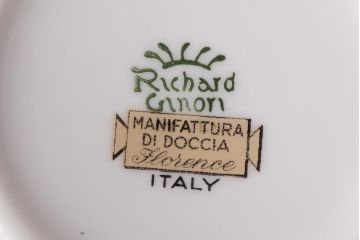 Richard
Ginori
MANIFATTURA
DI DOCCIA
Florence
ITALY